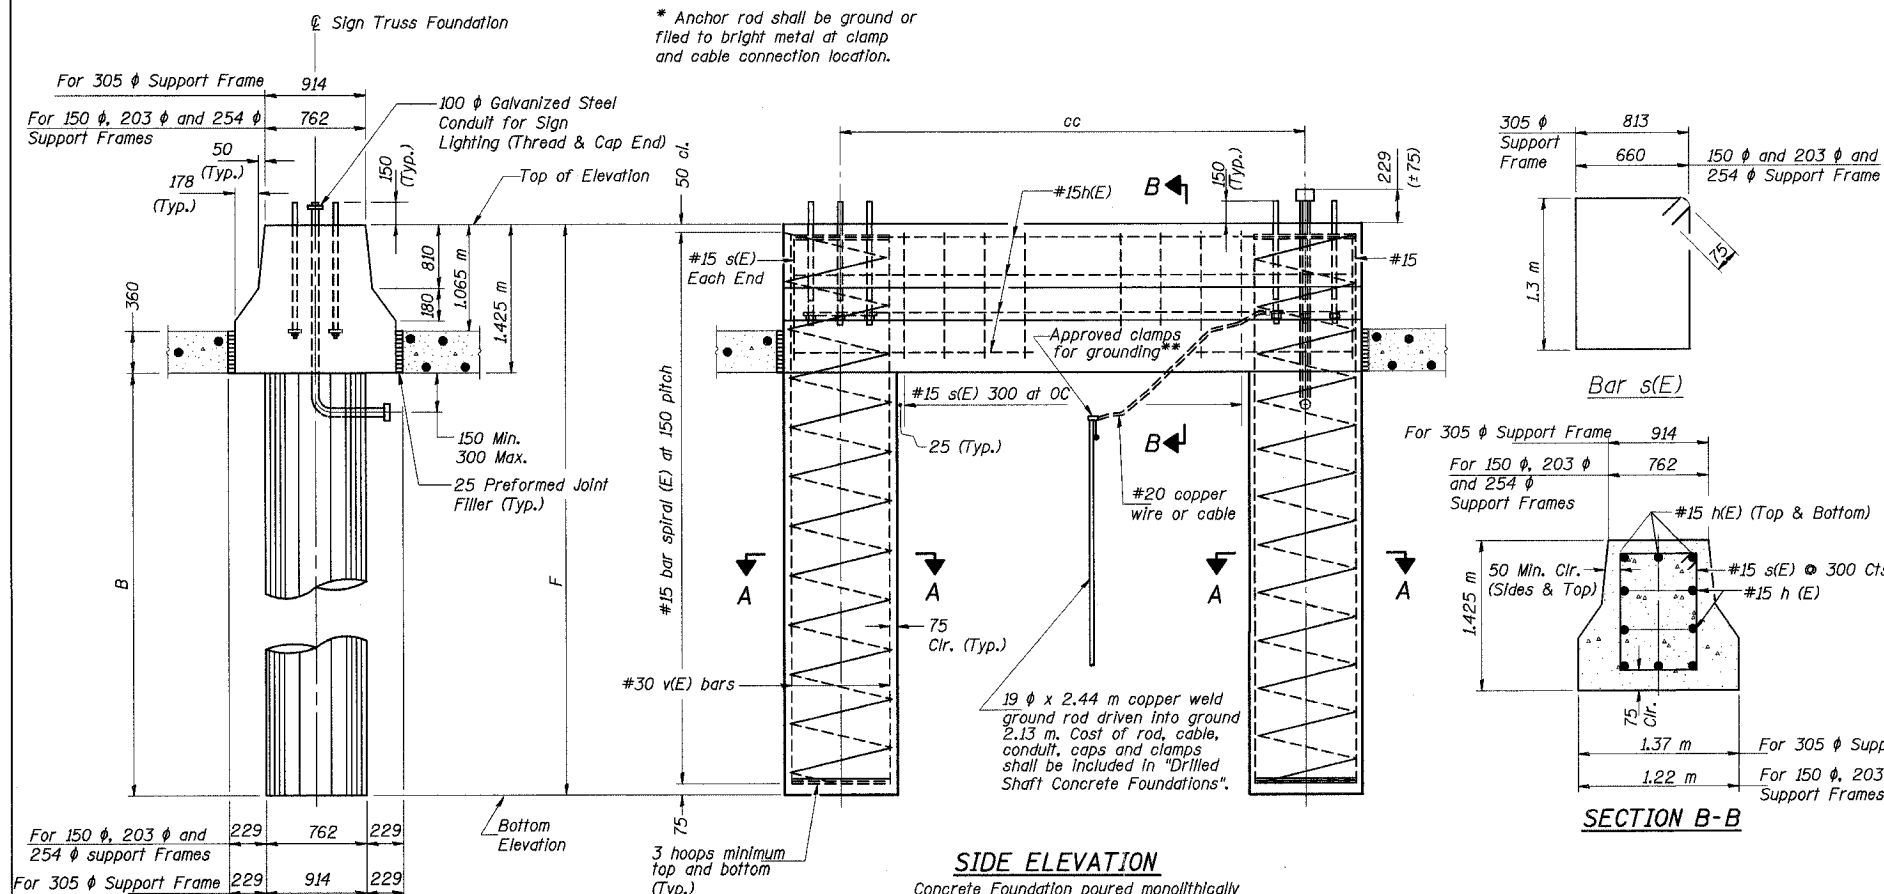 ℄ Sign Truss Foundation
* Anchor rod shall be ground or
filed to bright metal at clamp
and cable connection location.
For 305 ϕ Support Frame
914
For 150 ϕ, 203 ϕ and 254 ϕ
Support Frames
762
100 ϕ Galvanized Steel
Conduit for Sign
Lighting (Thread & Cap End)
50
(Typ.)
178
(Typ.)
150
(Typ.)
Top of Elevation
810
180
1.065 m
1.425 m
360
150 Min.
300 Max.
25 Preformed Joint
Filler (Typ.)
B
F
Bottom
Elevation
For 150 ϕ, 203 ϕ and
254 ϕ support Frames
229
762
229
For 305 ϕ Support Frame
229
914
229
50 cl.
cc
150
(Typ.)
229
(±75)
#15h(E)
B
#15 s(E)
Each End
#15
Approved clamps
for grounding**
#15 s(E) 300 at OC
25 (Typ.)
B
#20 copper
wire or cable
#15 bar spiral (E) at 150 pitch
A
A
A
A
75
Clr. (Typ.)
#30 v(E) bars
19 ϕ x 2.44 m copper weld
ground rod driven into ground
2.13 m. Cost of rod, cable,
conduit, caps and clamps
shall be included in "Drilled
Shaft Concrete Foundations".
75
3 hoops minimum
top and bottom
(Typ.)
SIDE ELEVATION
Concrete Foundation poured monolithically
305 ϕ
Support
Frame
813
660
150 ϕ and 203 ϕ and
254 ϕ Support Frame
1.3 m
75
Bar s(E)
For 305 ϕ Support Frame
914
For 150 ϕ, 203 ϕ
and 254 ϕ
Support Frames
762
#15 h(E) (Top & Bottom)
50 Min. Clr.
(Sides & Top)
#15 s(E) @ 300 Cts
#15 h (E)
1.425 m
75
Clr.
1.37 m
For 305 ϕ Supp
1.22 m
For 150 ϕ, 203
Support Frames
SECTION B-B